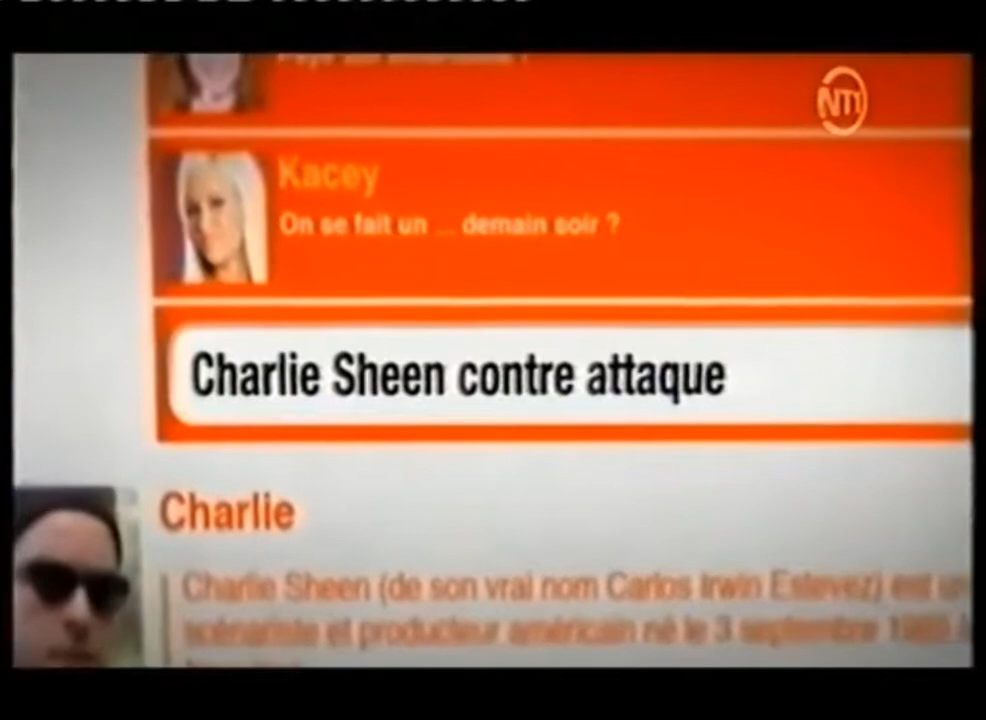 NT1
Kacey
On se fait un ... demain soir ?
Charlie Sheen contre attaque
Charlie
Charlie Sheen (de son vrai nom Carlos Irwin Estevez) est un
scénariste et producteur américain né le 3 septembre